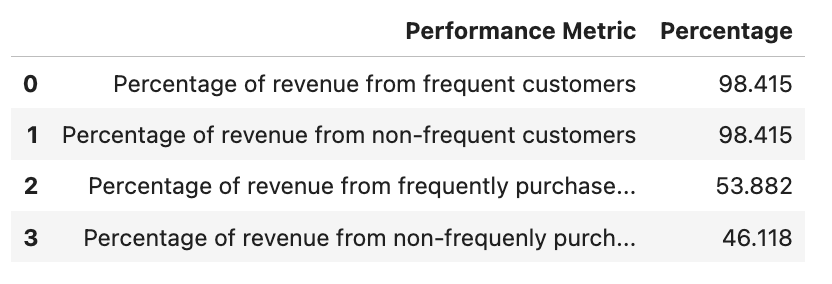 Performance Metric Percentage
0 Percentage of revenue from frequent customers 98.415
1 Percentage of revenue from non-frequent customers 98.415
2 Percentage of revenue from frequently purchase... 53.882
3 Percentage of revenue from non-frequenly purch... 46.118